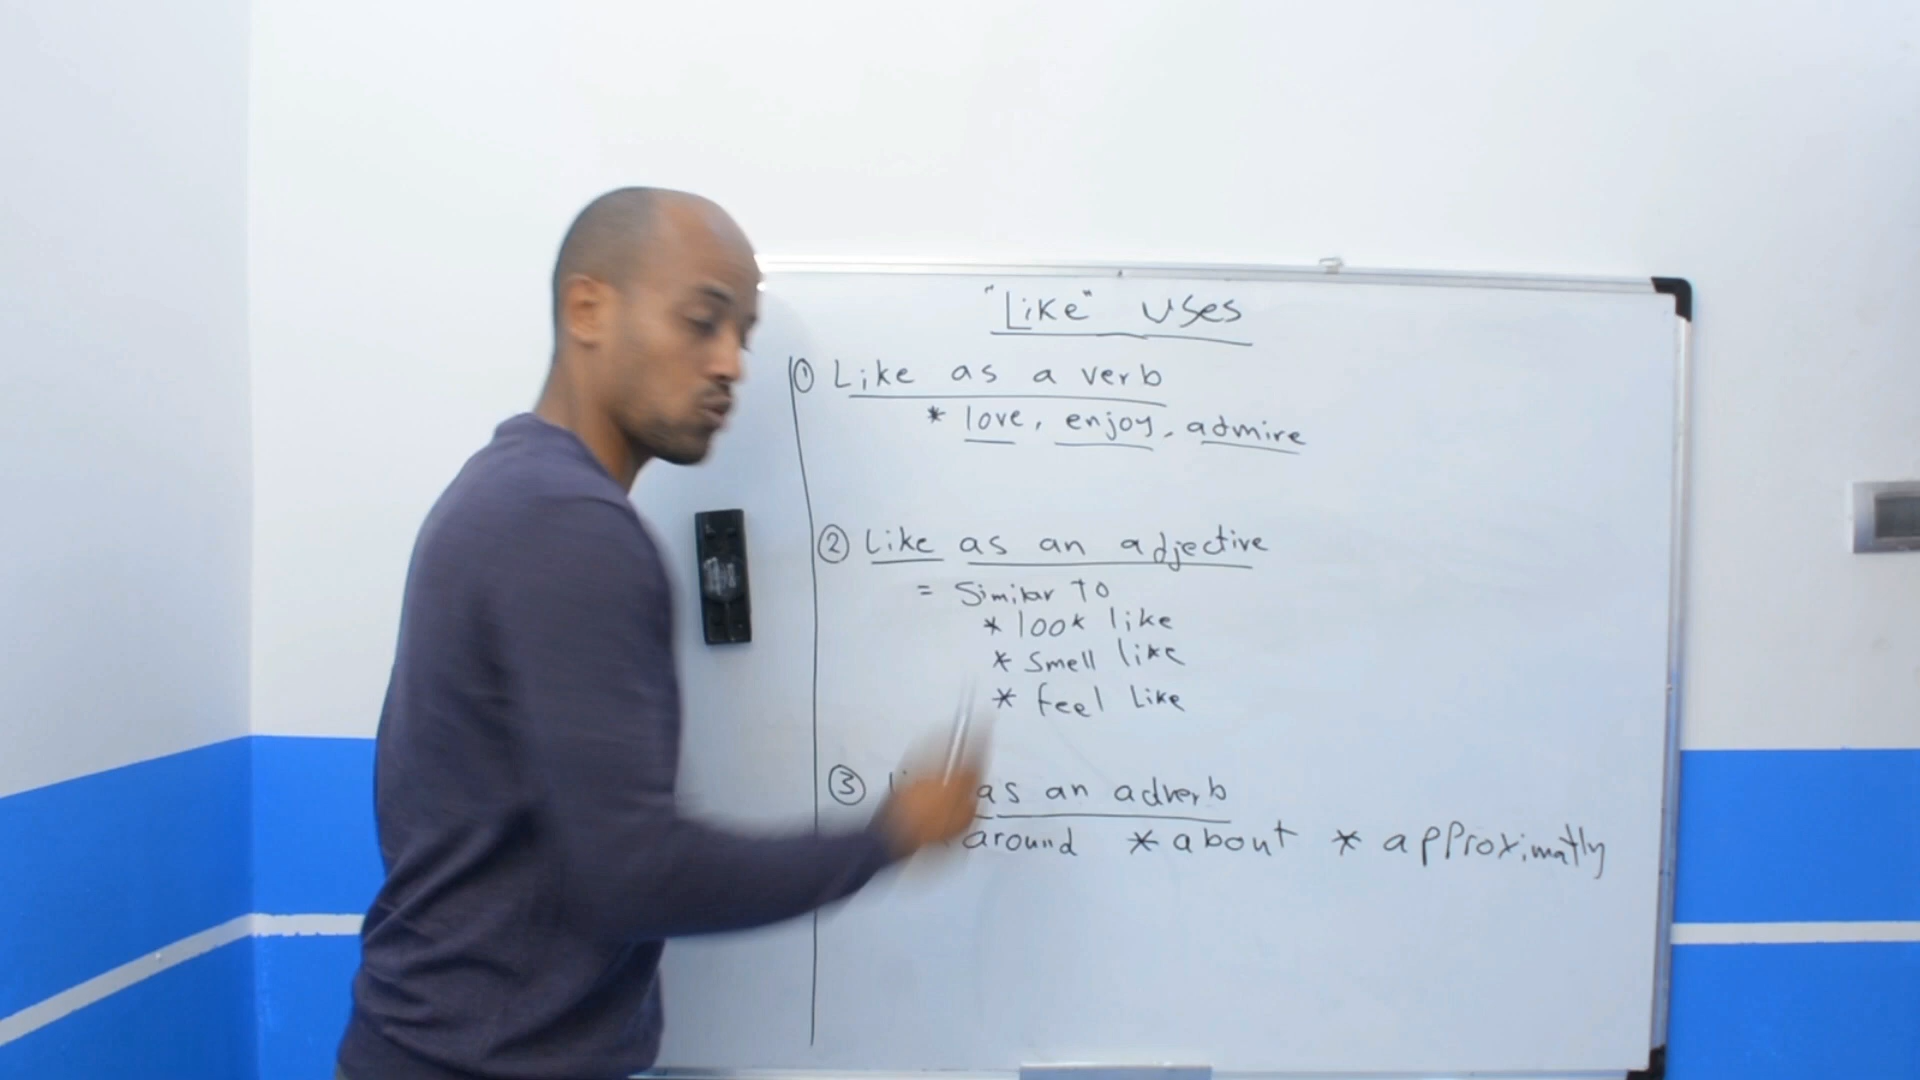 "Like" uses
① Like as a verb
* love, enjoy, admire
② Like as an adjective
= Similar To
* look like
* smell like
* feel like
③ as an adverb
around * about * approximatly